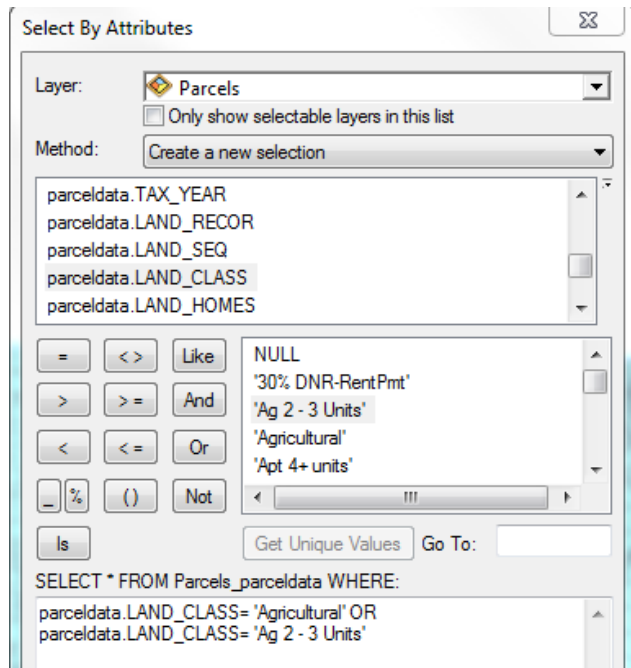 Select By Attributes
Layer: Parcels
Only show selectable layers in this list
Method: Create a new selection
parceldata.TAX_YEAR
parceldata.LAND_RECOR
parceldata.LAND_SEQ
parceldata.LAND_CLASS
parceldata.LAND_HOMES
= < > Like
> > = And
< < = Or
_ % ( ) Not
Is
NULL
'30% DNR-RentPmt'
'Ag 2 - 3 Units'
'Agricultural'
'Apt 4+ units'
Get Unique Values Go To:
SELECT * FROM Parcels_parceldata WHERE:
parceldata.LAND_CLASS= 'Agricultural' OR
parceldata.LAND_CLASS= 'Ag 2 - 3 Units'